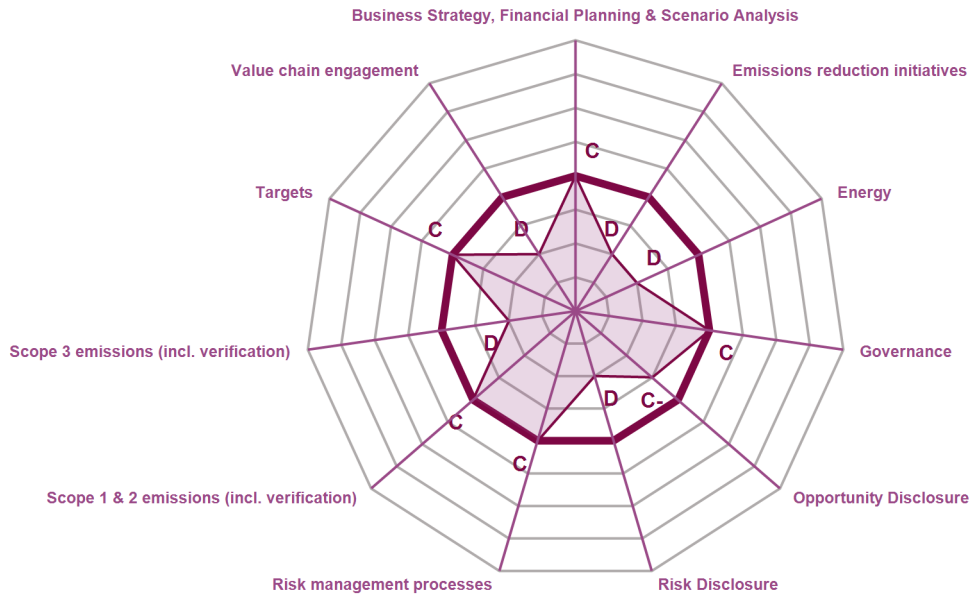 Business Strategy, Financial Planning & Scenario Analysis
Value chain engagement
Emissions reduction initiatives
C
Targets
Energy
C
D
D
D
Scope 3 emissions (incl. verification)
D
C
Governance
C
D
C-
C
Scope 1 & 2 emissions (incl. verification)
Opportunity Disclosure
Risk management processes
Risk Disclosure